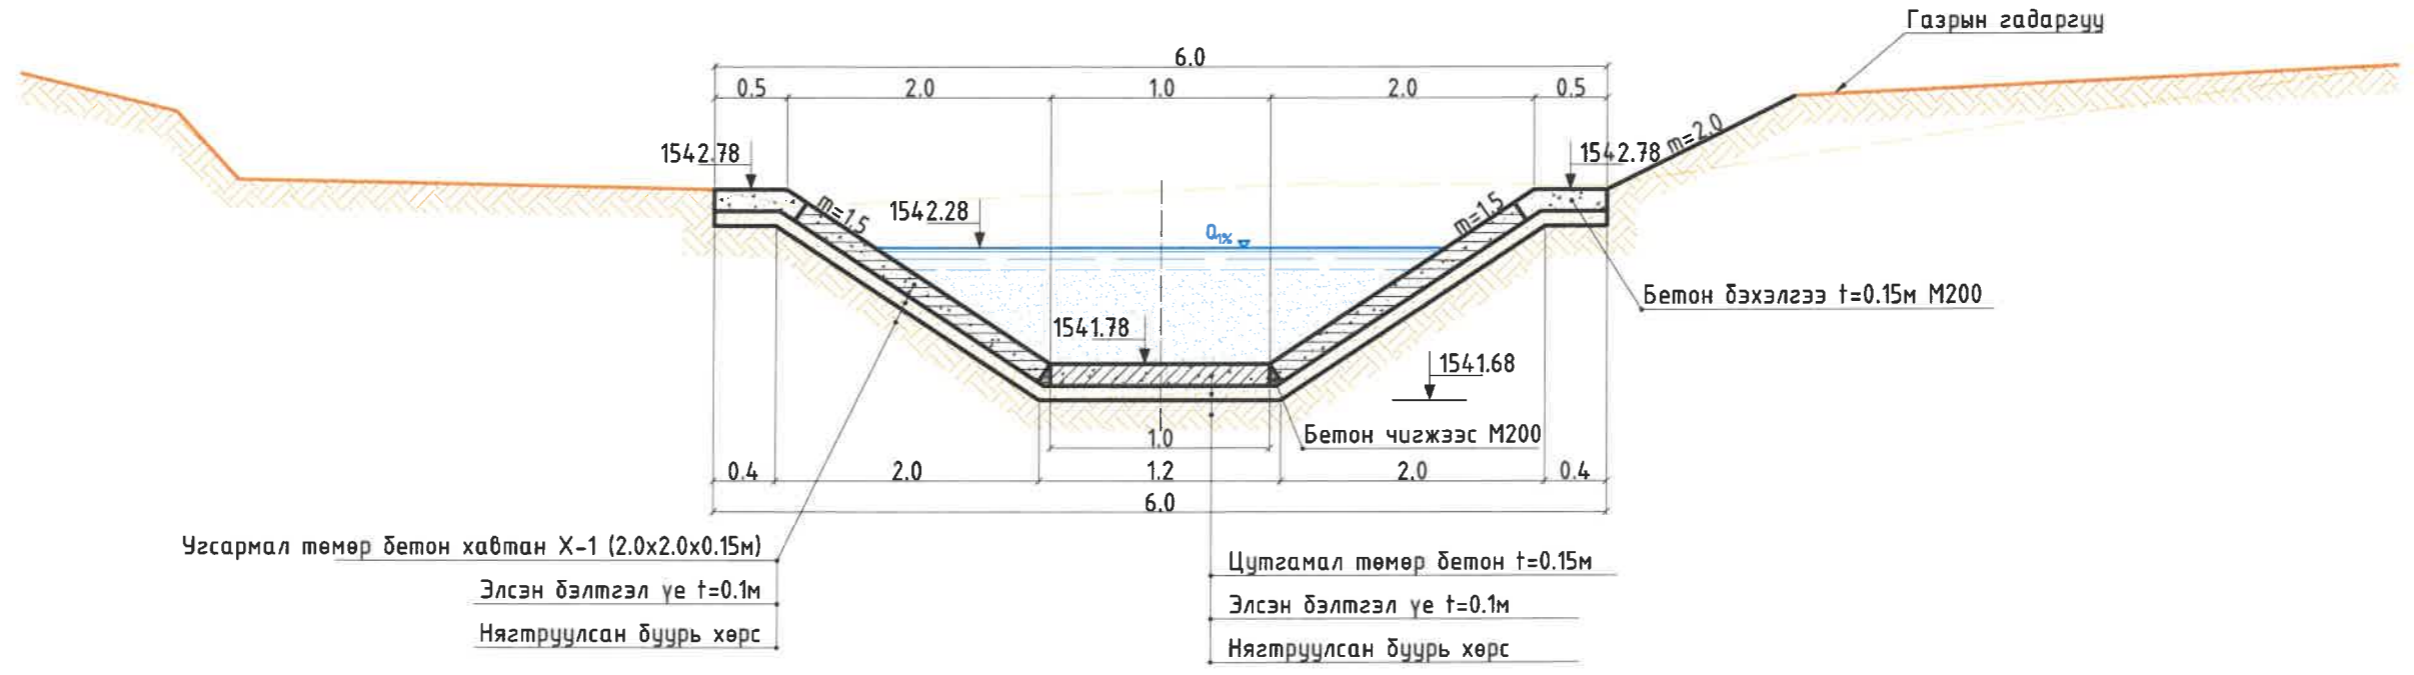 Газрын гадаргуу
6.0
0.5 2.0 1.0 2.0 0.5
1542.78
1542.78
m=2.0
m=1.5
1542.28
Q1%
m=1.5
Бетон бэхэлгээ t=0.15м М200
1541.78
1541.68
Бетон чигжээс М200
1.0
0.4 2.0 1.2 2.0 0.4
6.0
Угсармал төмөр бетон хавтан Х-1 (2.0х2.0х0.15м)
Элсэн бэлтгэл үе t=0.1м
Нягтруулсан буурь хөрс
Цутгамал төмөр бетон t=0.15м
Элсэн бэлтгэл үе t=0.1м
Нягтруулсан буурь хөрс